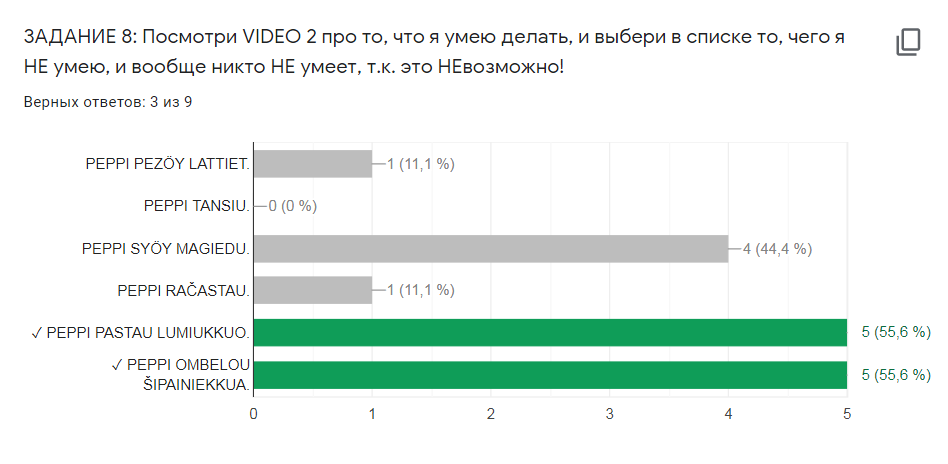 ЗАДАНИЕ 8: Посмотри VIDEO 2 про то, что я умею делать, и выбери в списке то, чего я
НЕ умею, и вообще никто НЕ умеет, т.к. это НЕвозможно!
Верных ответов: 3 из 9
PEPPI PEZÖY LATTIET.
1 (11,1 %)
PEPPI TANSIU.
0 (0 %)
PEPPI SYÖY MAGIEDU.
4 (44,4 %)
PEPPI RAČASTAU.
1 (11,1 %)
✓ PEPPI PASTAU LUMIUKKUO.
5 (55,6 %)
✓ PEPPI OMBELOU
ŠIPAINIEKKUA.
5 (55,6 %)
0 1 2 3 4 5